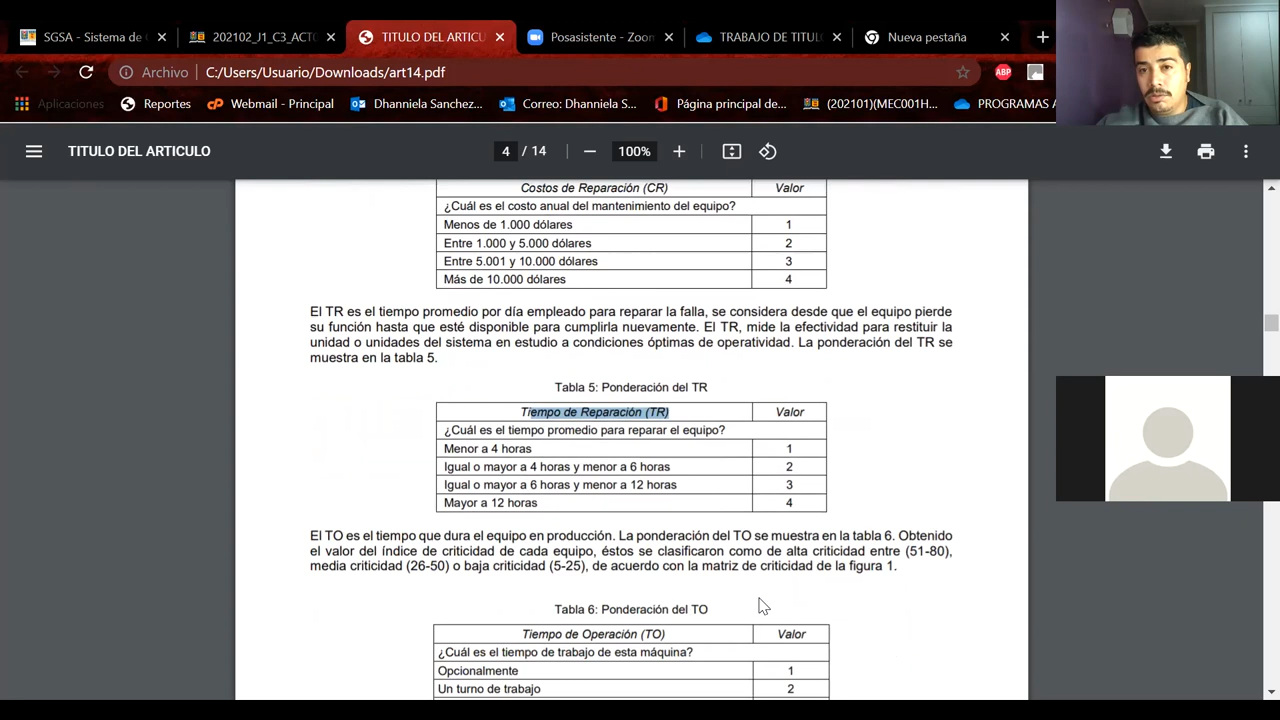 SGSA - Sistema de
202102_J1_C3_ACTO
TITULO DEL ARTICU
Posasistente - Zoom
TRABAJO DE TITUL
Nueva pestaña
Archivo
C:/Users/Usuario/Downloads/art14.pdf
ABP
Aplicaciones
Reportes
Webmail - Principal
Dhanniela Sanchez...
Correo: Dhanniela S...
Página principal de...
(202101)(MEC001H...
PROGRAMAS A
TITULO DEL ARTICULO
4 / 14
100%
Costos de Reparación (CR) Valor
¿Cuál es el costo anual del mantenimiento del equipo?
Menos de 1.000 dólares 1
Entre 1.000 y 5.000 dólares 2
Entre 5.001 y 10.000 dólares 3
Más de 10.000 dólares 4
El TR es el tiempo promedio por día empleado para reparar la falla, se considera desde que el equipo pierde
su función hasta que esté disponible para cumplirla nuevamente. El TR, mide la efectividad para restituir la
unidad o unidades del sistema en estudio a condiciones óptimas de operatividad. La ponderación del TR se
muestra en la tabla 5.
Tabla 5: Ponderación del TR
Tiempo de Reparación (TR) Valor
¿Cuál es el tiempo promedio para reparar el equipo?
Menor a 4 horas 1
Igual o mayor a 4 horas y menor a 6 horas 2
Igual o mayor a 6 horas y menor a 12 horas 3
Mayor a 12 horas 4
El TO es el tiempo que dura el equipo en producción. La ponderación del TO se muestra en la tabla 6. Obtenido
el valor del índice de criticidad de cada equipo, éstos se clasificaron como de alta criticidad entre (51-80),
media criticidad (26-50) o baja criticidad (5-25), de acuerdo con la matriz de criticidad de la figura 1.
Tabla 6: Ponderación del TO
Tiempo de Operación (TO) Valor
¿Cuál es el tiempo de trabajo de esta máquina?
Opcionalmente 1
Un turno de trabajo 2